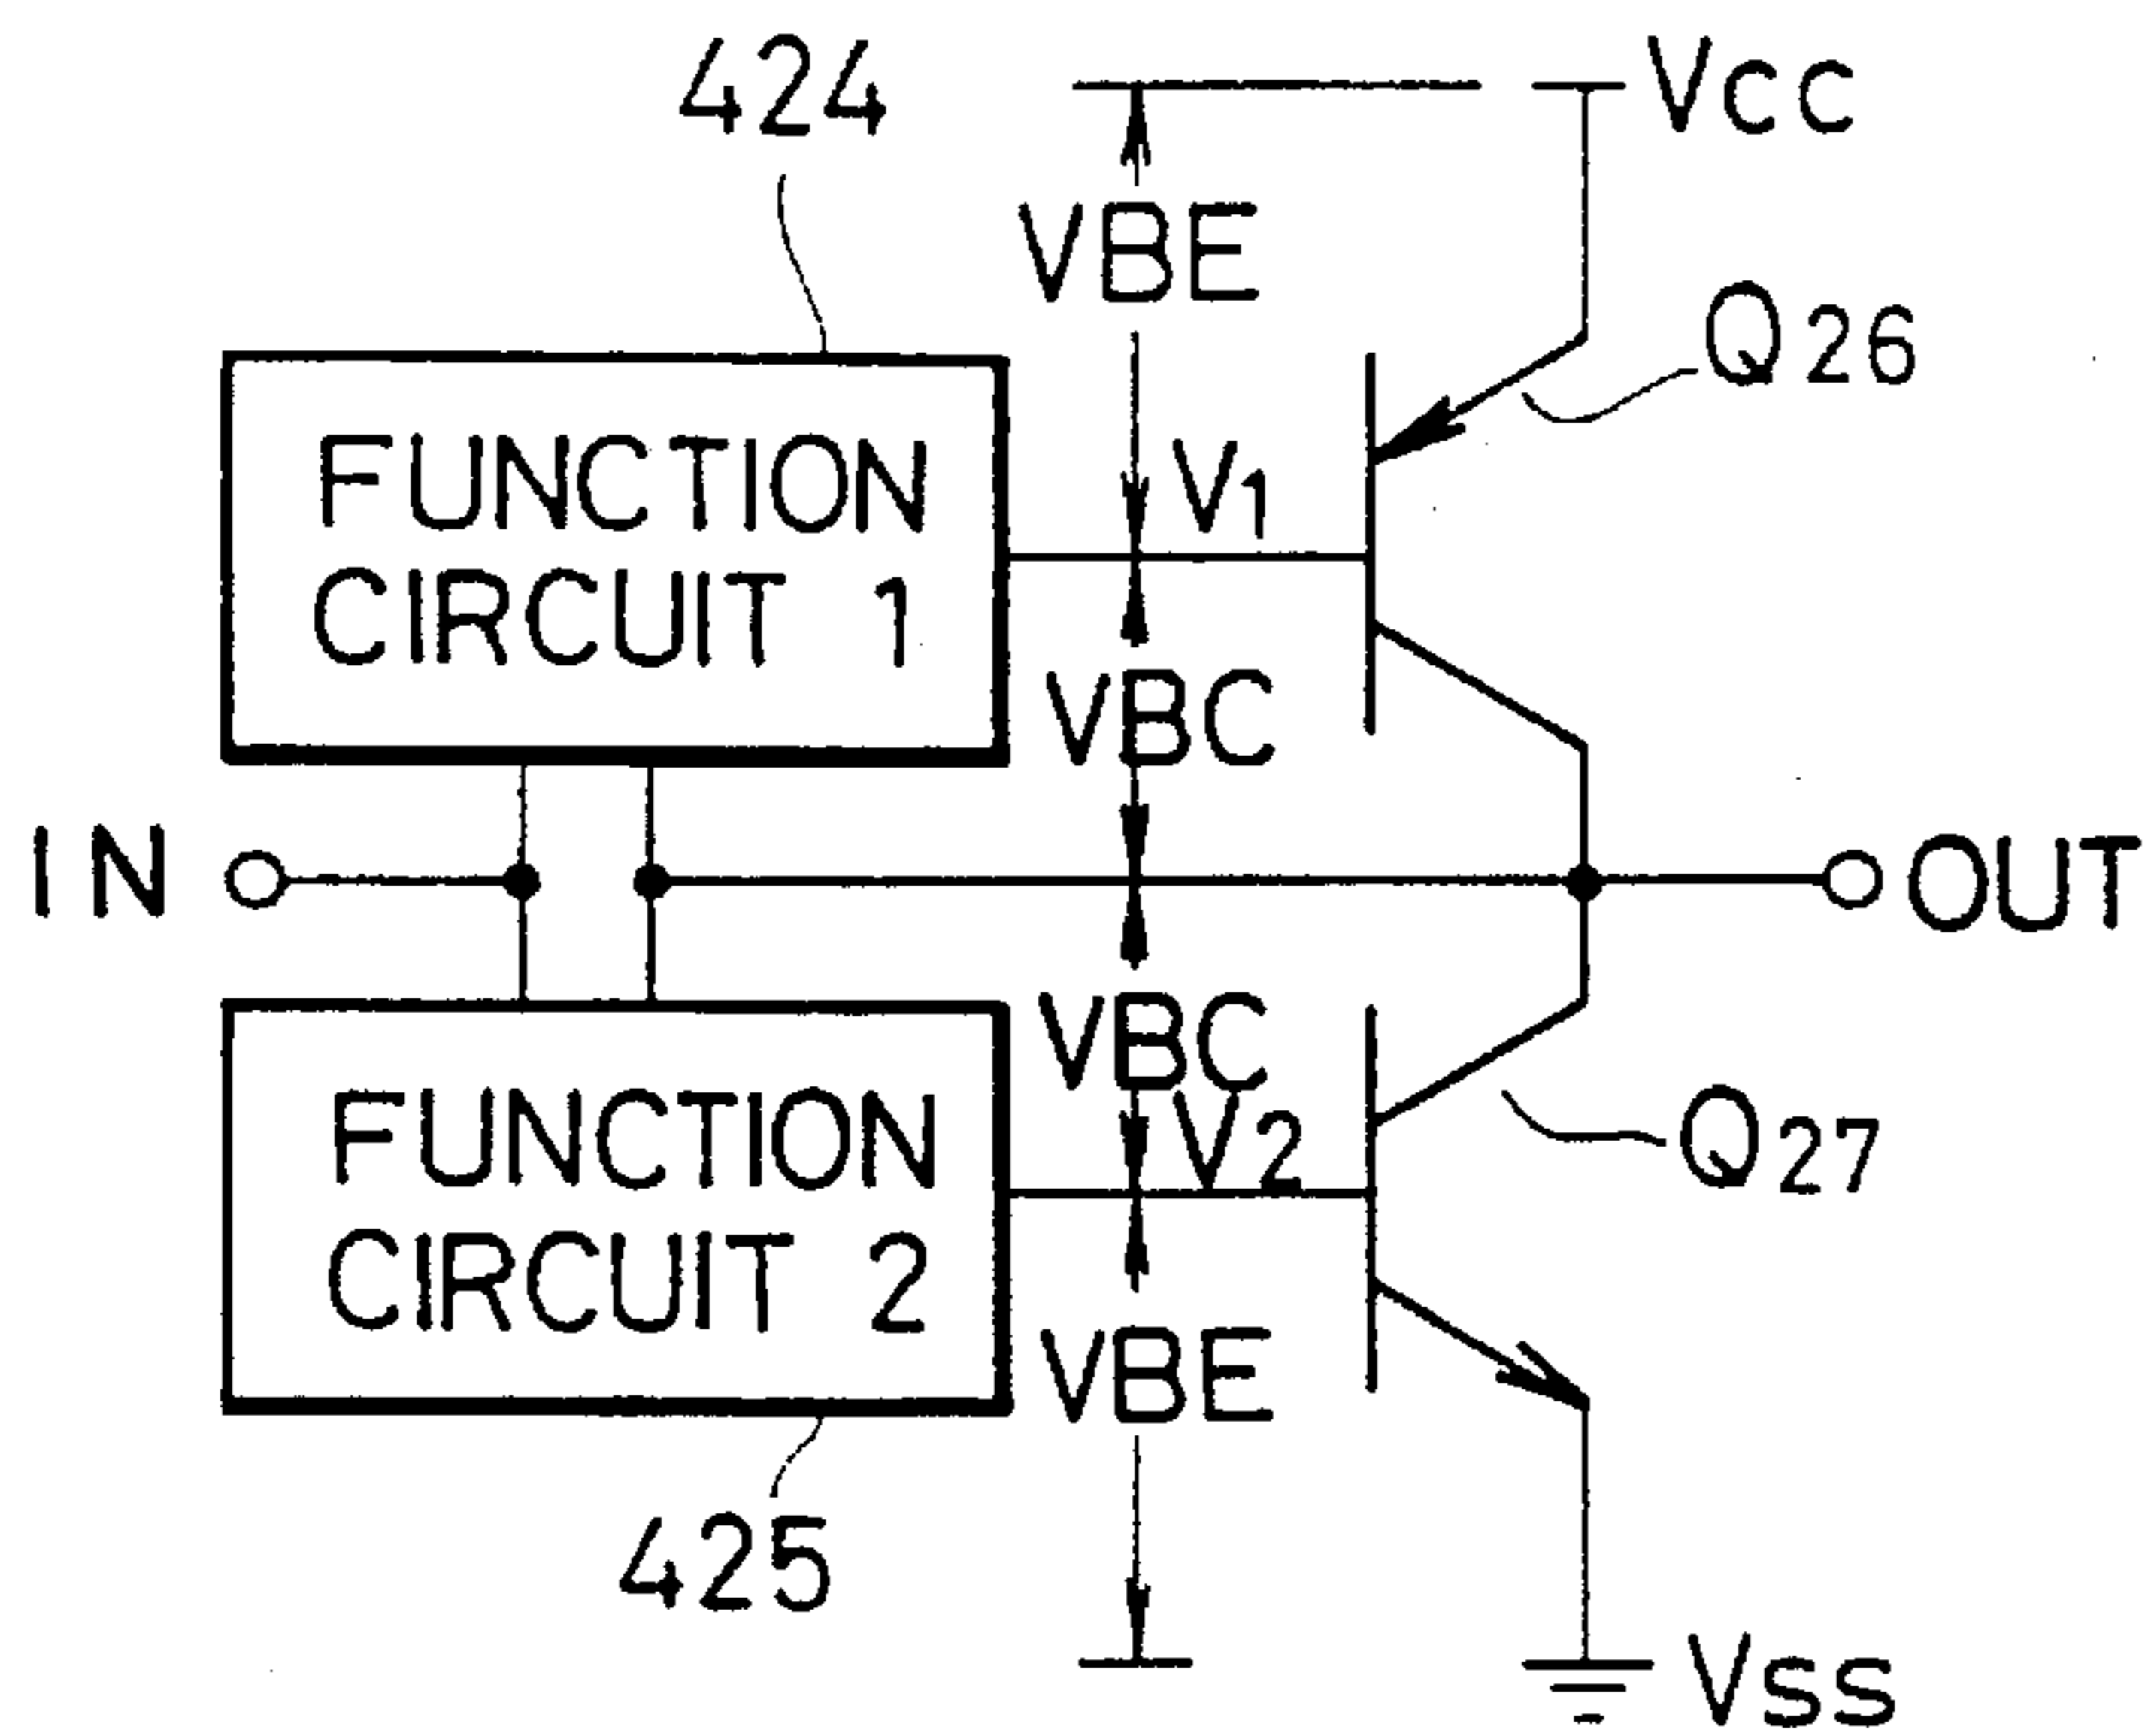 424
Vcc
VBE
Q26
FUNCTION
CIRCUIT 1
V1
VBC
IN
OUT
VBC
V2
FUNCTION
CIRCUIT 2
Q27
VBE
425
Vss